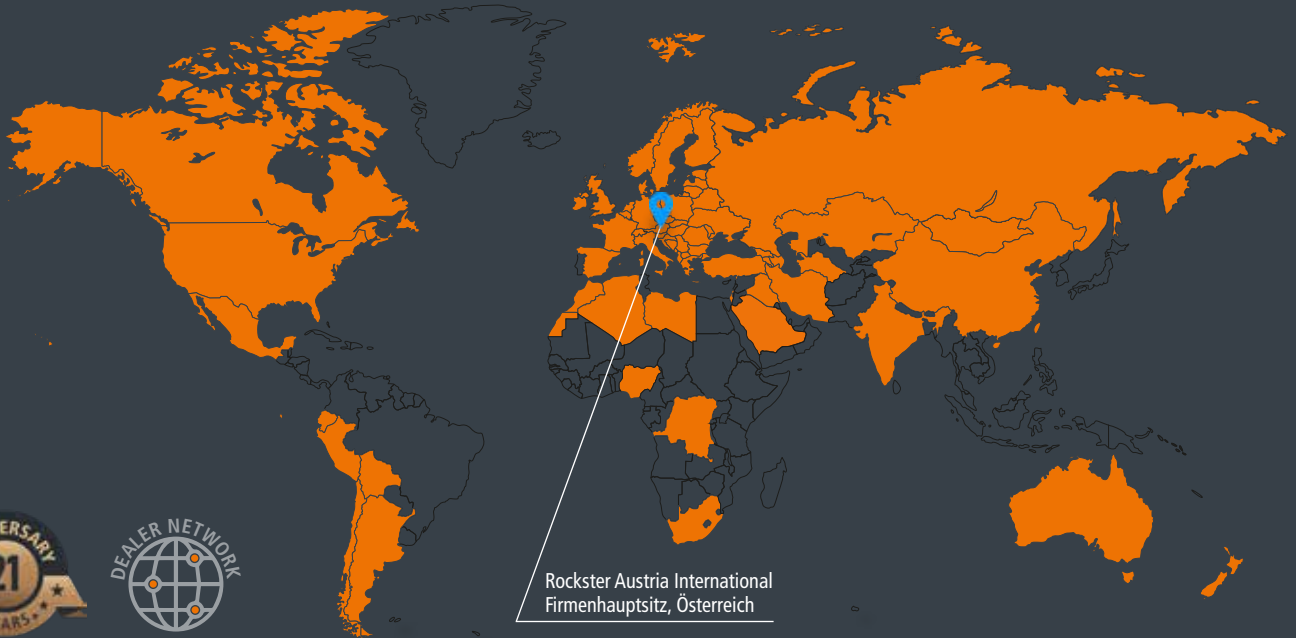 21
DEALER NETWORK
Rockster Austria International
Firmenhauptsitz, Österreich